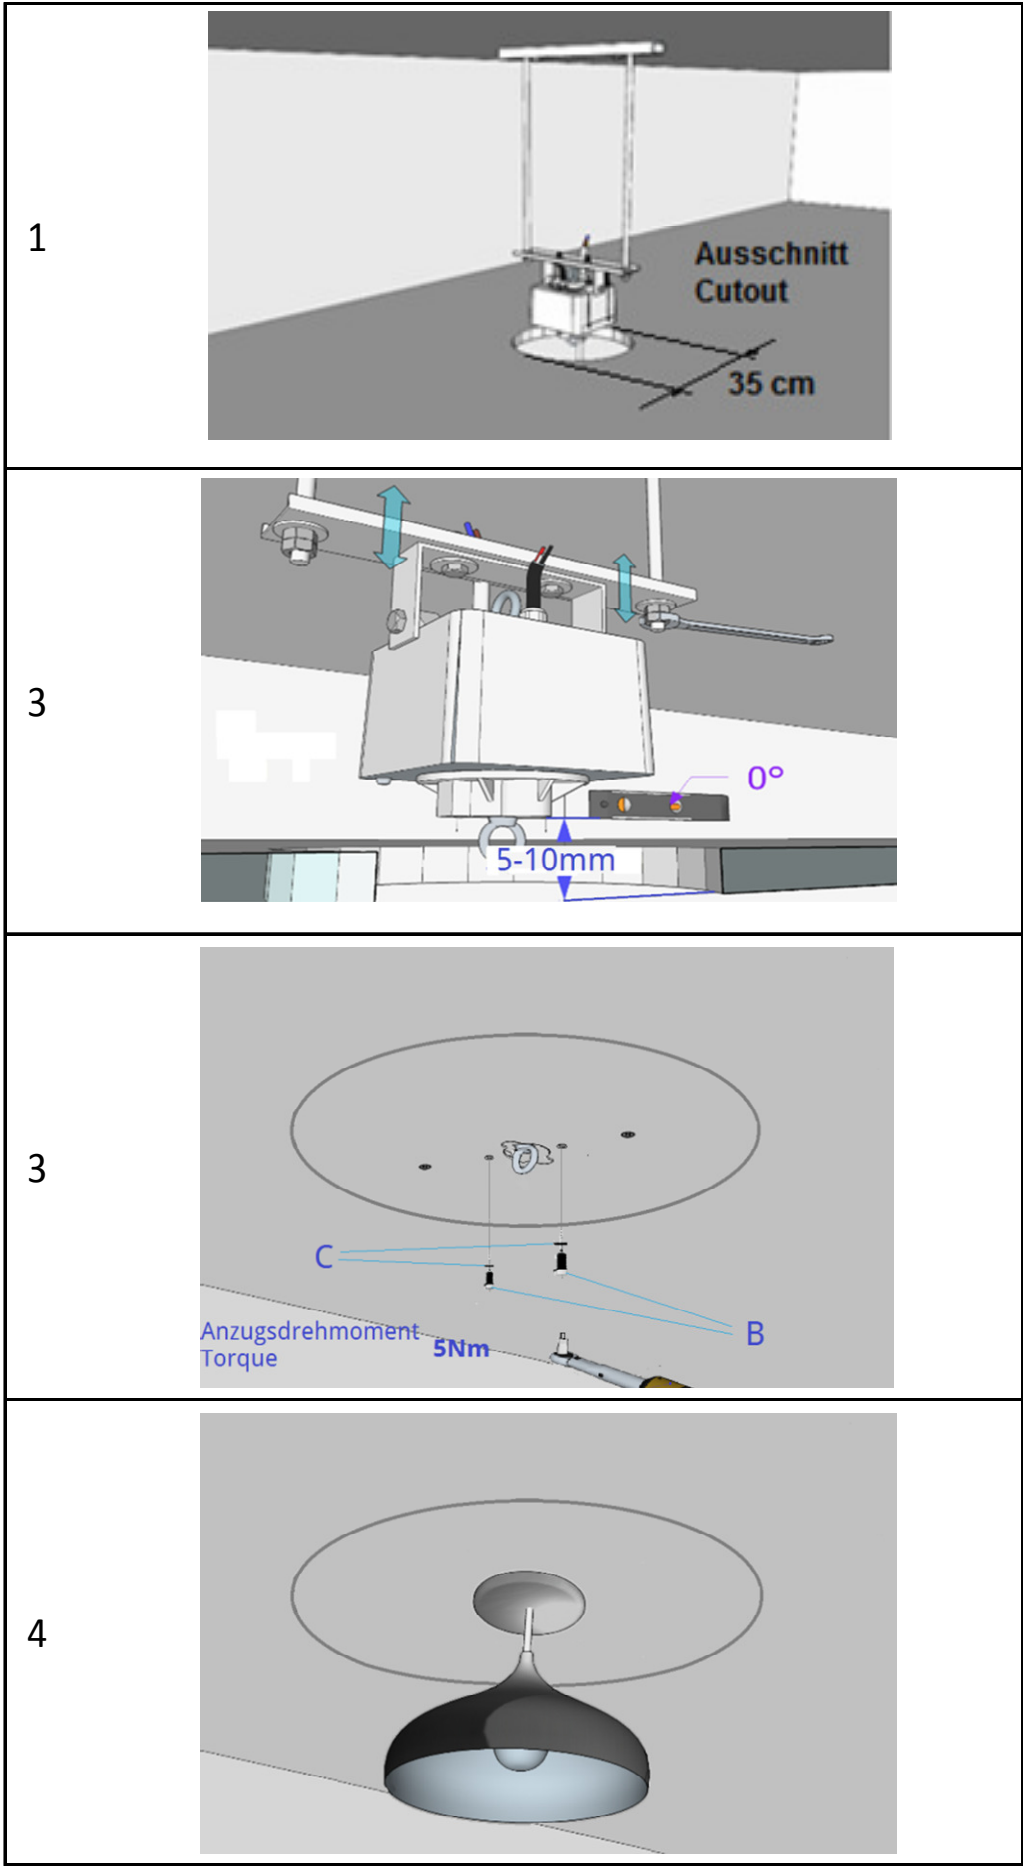 1
Ausschnitt
Cutout
35 cm
3
0°
5-10mm
3
C
B
Anzugsdrehmoment
Torque
5Nm
4